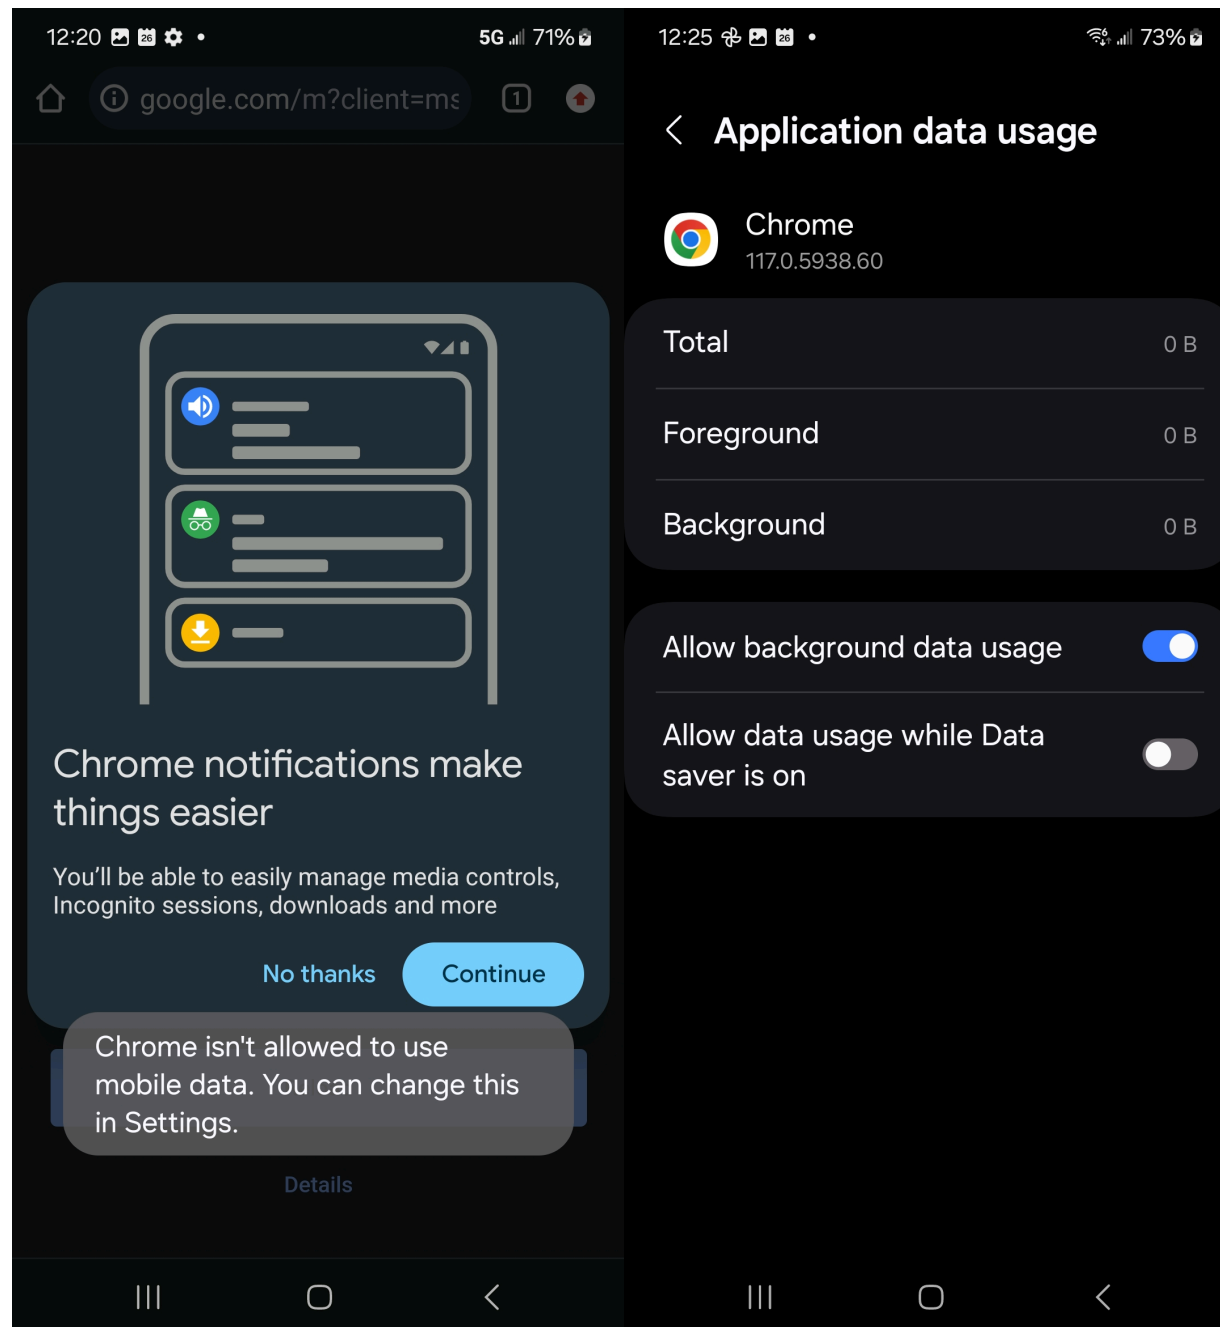 12:20 26 •
5G 71%
google.com/m?client=ms 1
Chrome notifications make
things easier
You'll be able to easily manage media controls,
Incognito sessions, downloads and more
No thanks Continue
Chrome isn't allowed to use
mobile data. You can change this
in Settings.
Details
12:25 26 •
6 73%
Application data usage
Chrome
117.0.5938.60
Total 0 B
Foreground 0 B
Background 0 B
Allow background data usage
Allow data usage while Data
saver is on